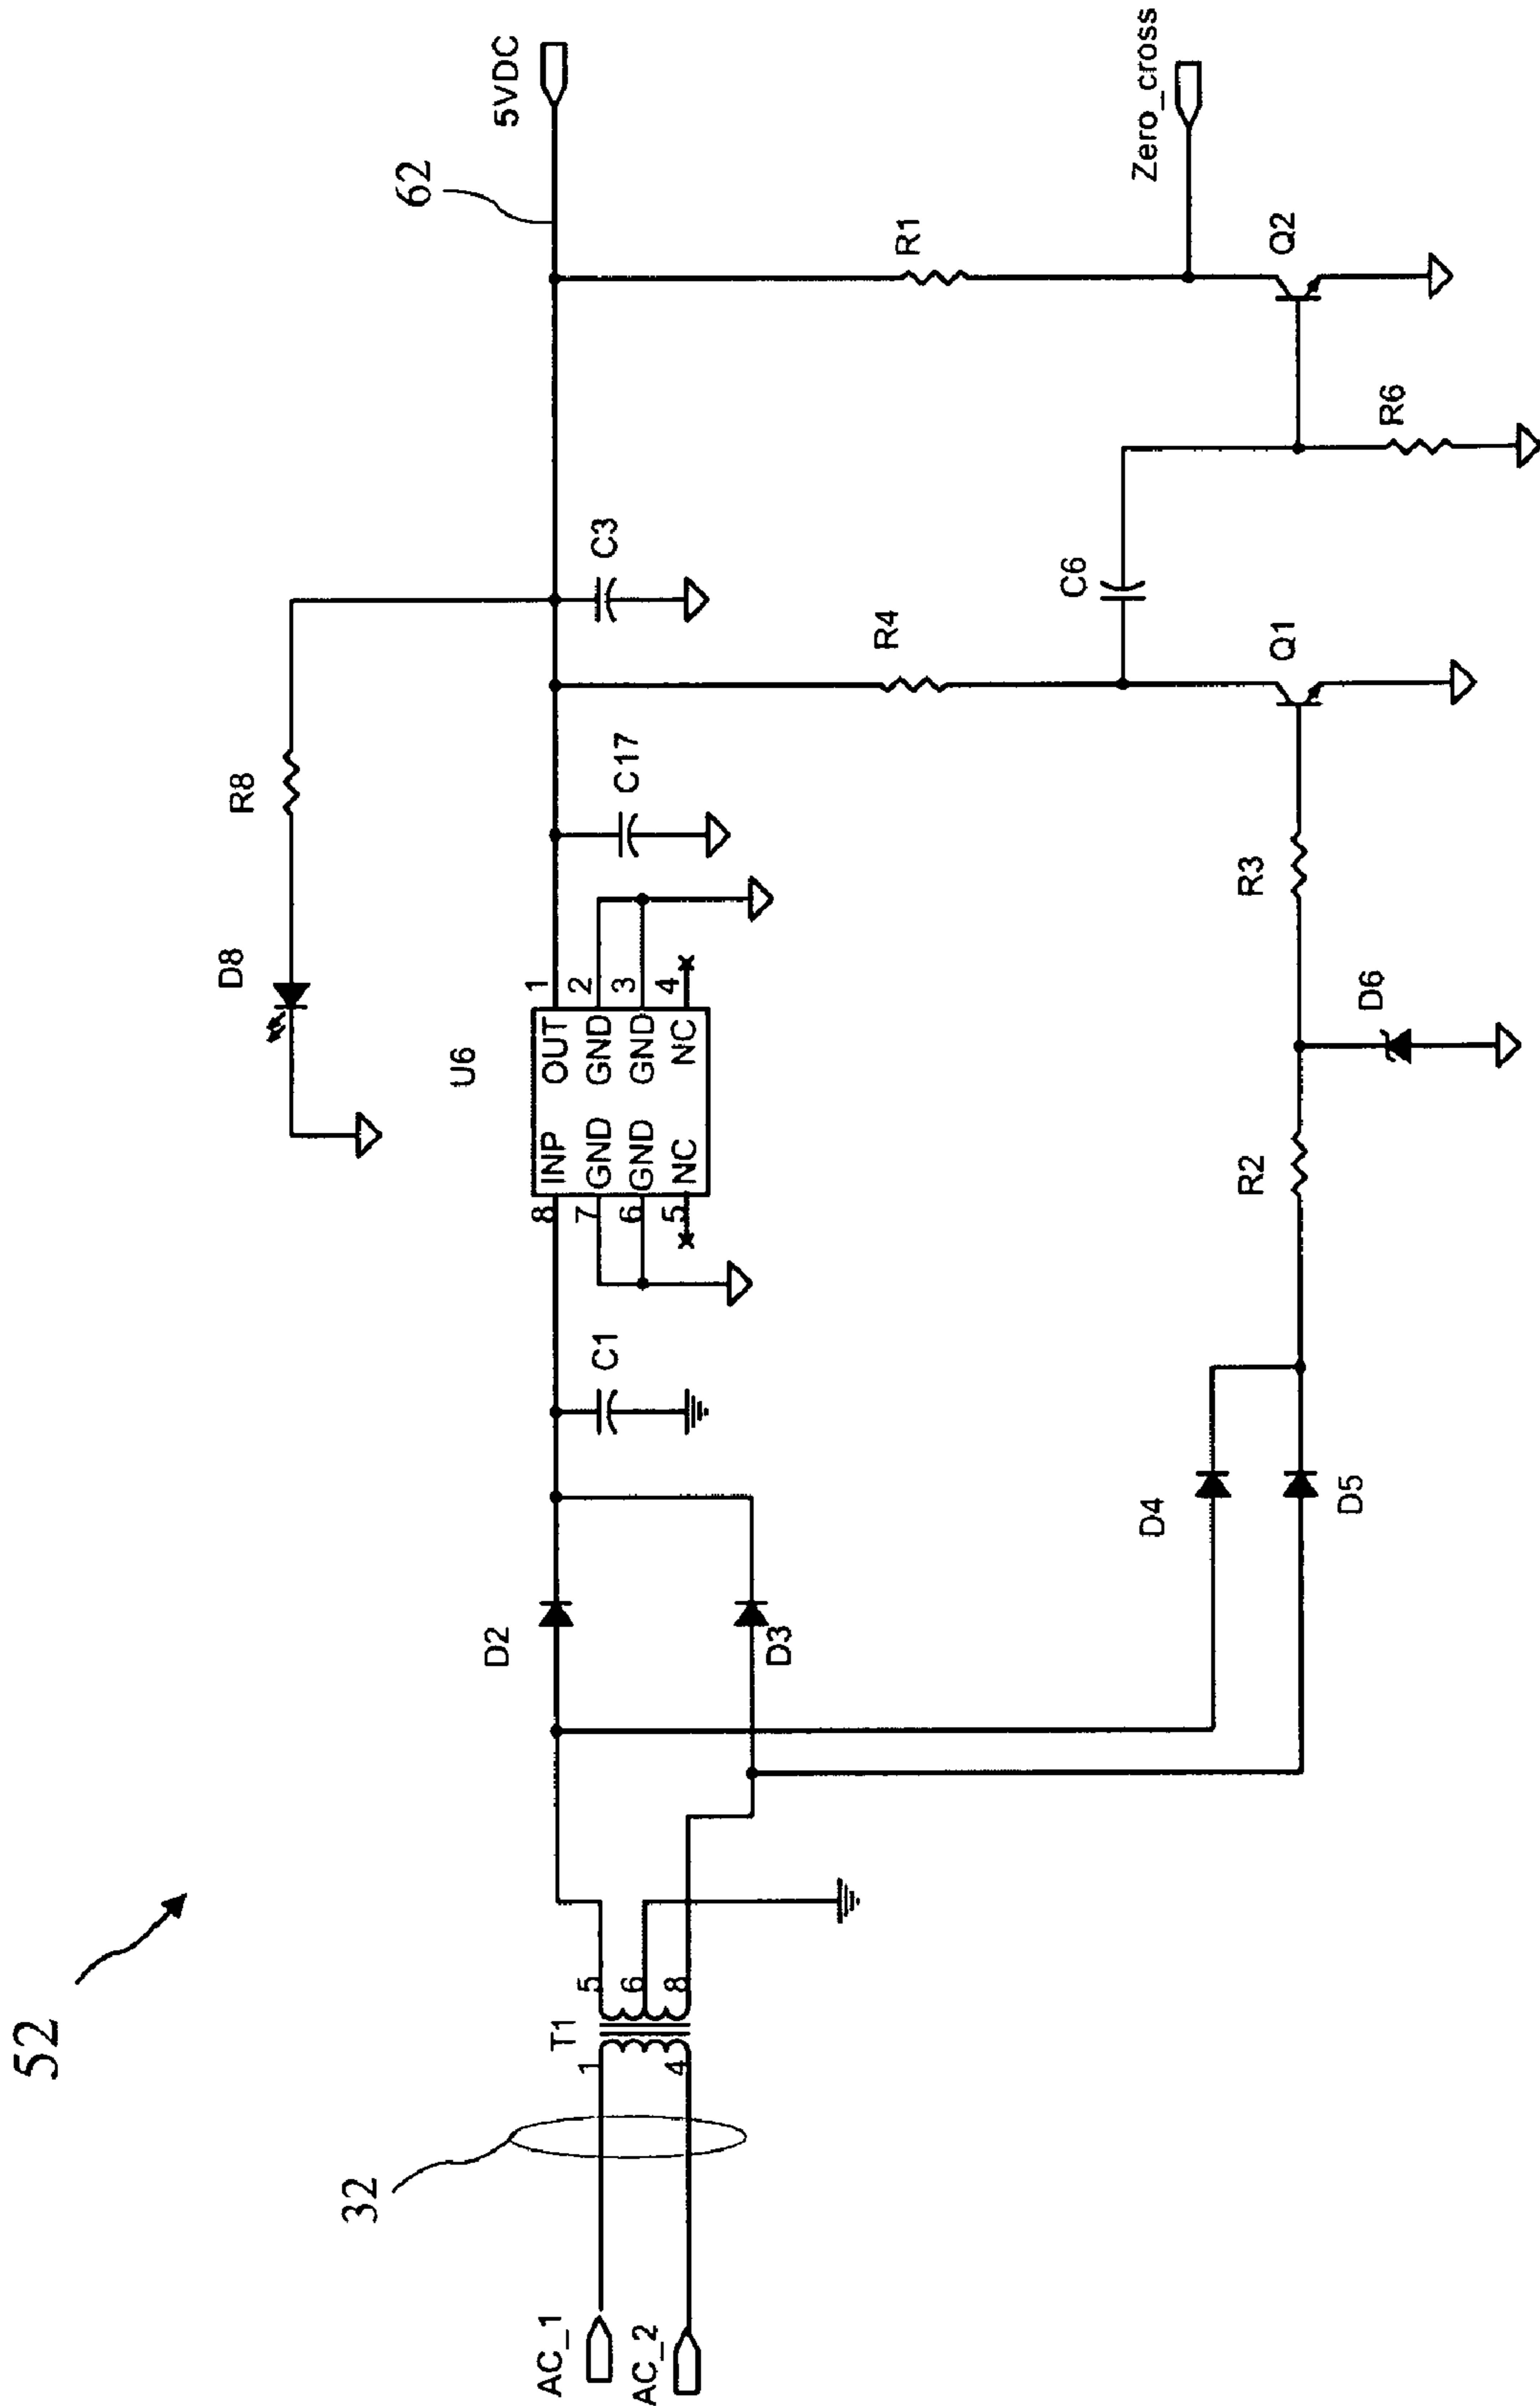 52
32
AC_1
AC_2
T1
1
4
5
6
8
D2
D3
D4
D5
C1
U6
8 INP OUT 1
7 GND GND 2
6 GND GND 3
5 NC NC 4
D8
R8
C17
C3
62
5VDC
R4
R1
C6
Zero_cross
R2
D6
R3
Q1
R6
Q2